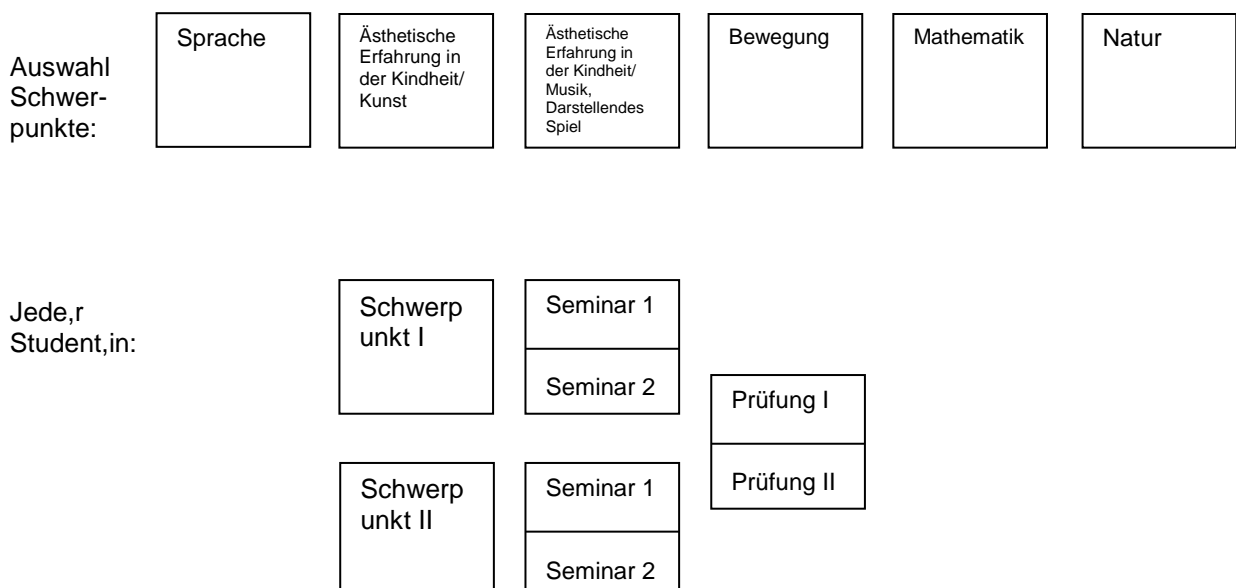 Auswahl
Schwer-
punkte:
Sprache
Ästhetische
Erfahrung in
der Kindheit/
Kunst
Ästhetische
Erfahrung in
der Kindheit/
Musik,
Darstellendes
Spiel
Bewegung
Mathematik
Natur
Jede,r
Student,in:
Schwerp
unkt I
Seminar 1
Seminar 2
Prüfung I
Prüfung II
Schwerp
unkt II
Seminar 1
Seminar 2